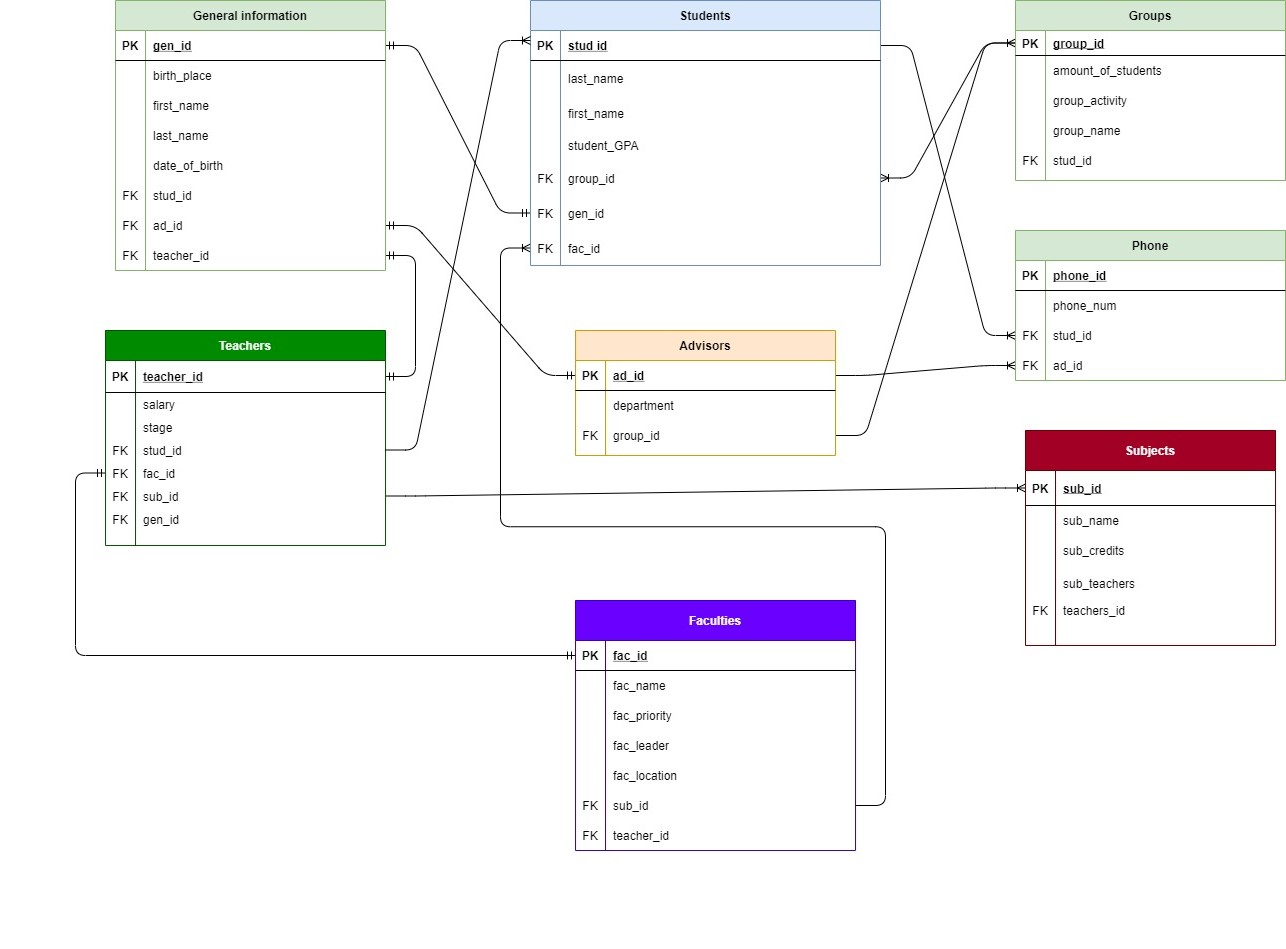 General information
PK gen_id
birth_place
first_name
last_name
date_of_birth
FK stud_id
FK ad_id
FK teacher_id
Students
PK stud id
last_name
first_name
student_GPA
FK group_id
FK gen_id
FK fac_id
Groups
PK group_id
amount_of_students
group_activity
group_name
FK stud_id
Phone
PK phone_id
phone_num
FK stud_id
FK ad_id
Teachers
PK teacher_id
salary
stage
FK stud_id
FK fac_id
FK sub_id
FK gen_id
Advisors
PK ad_id
department
FK group_id
Subjects
PK sub_id
sub_name
sub_credits
sub_teachers
FK teachers_id
Faculties
PK fac_id
fac_name
fac_priority
fac_leader
fac_location
FK sub_id
FK teacher_id